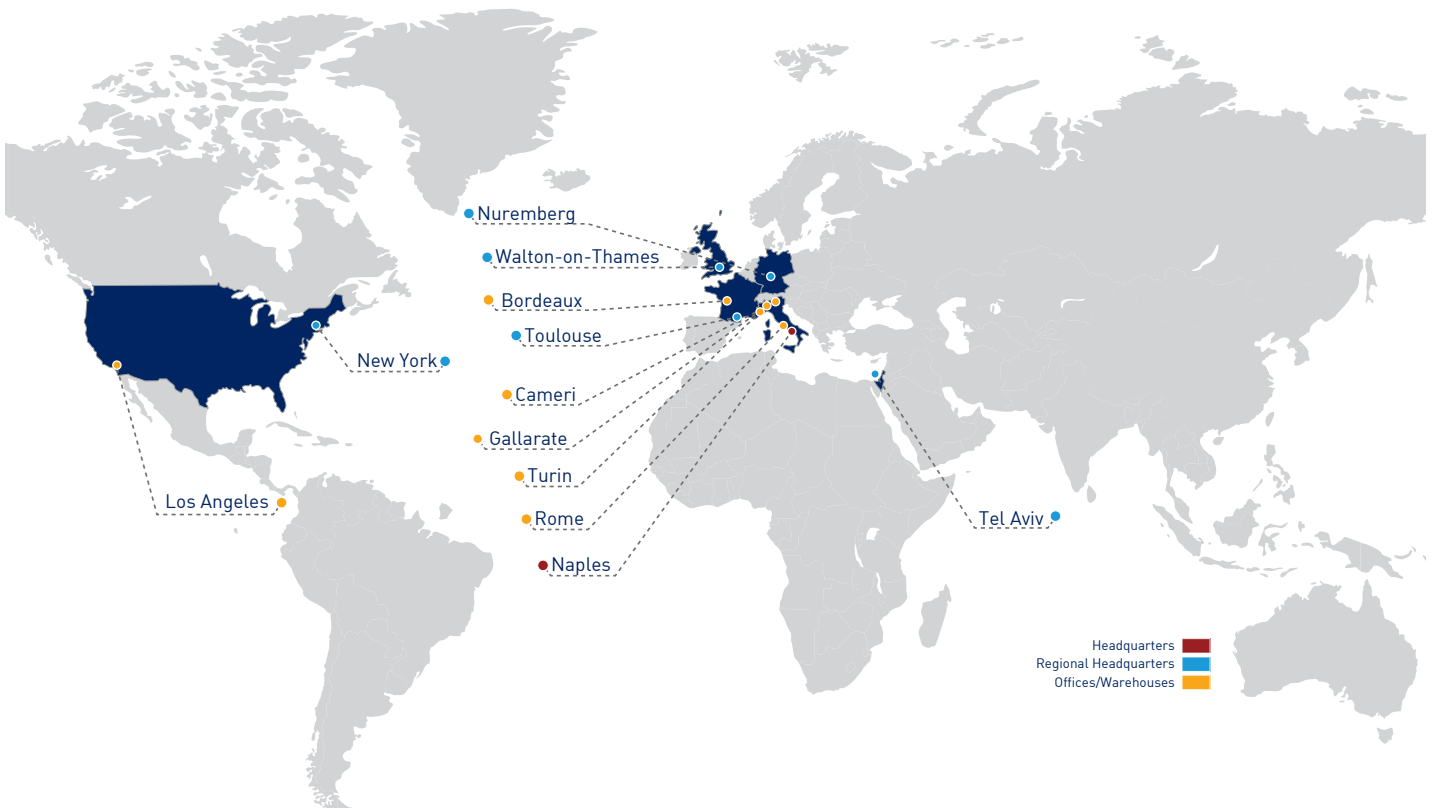 Nuremberg
Walton-on-Thames
Bordeaux
Toulouse
New York
Cameri
Gallarate
Turin
Los Angeles
Rome
Tel Aviv
Naples
Headquarters
Regional Headquarters
Offices/Warehouses